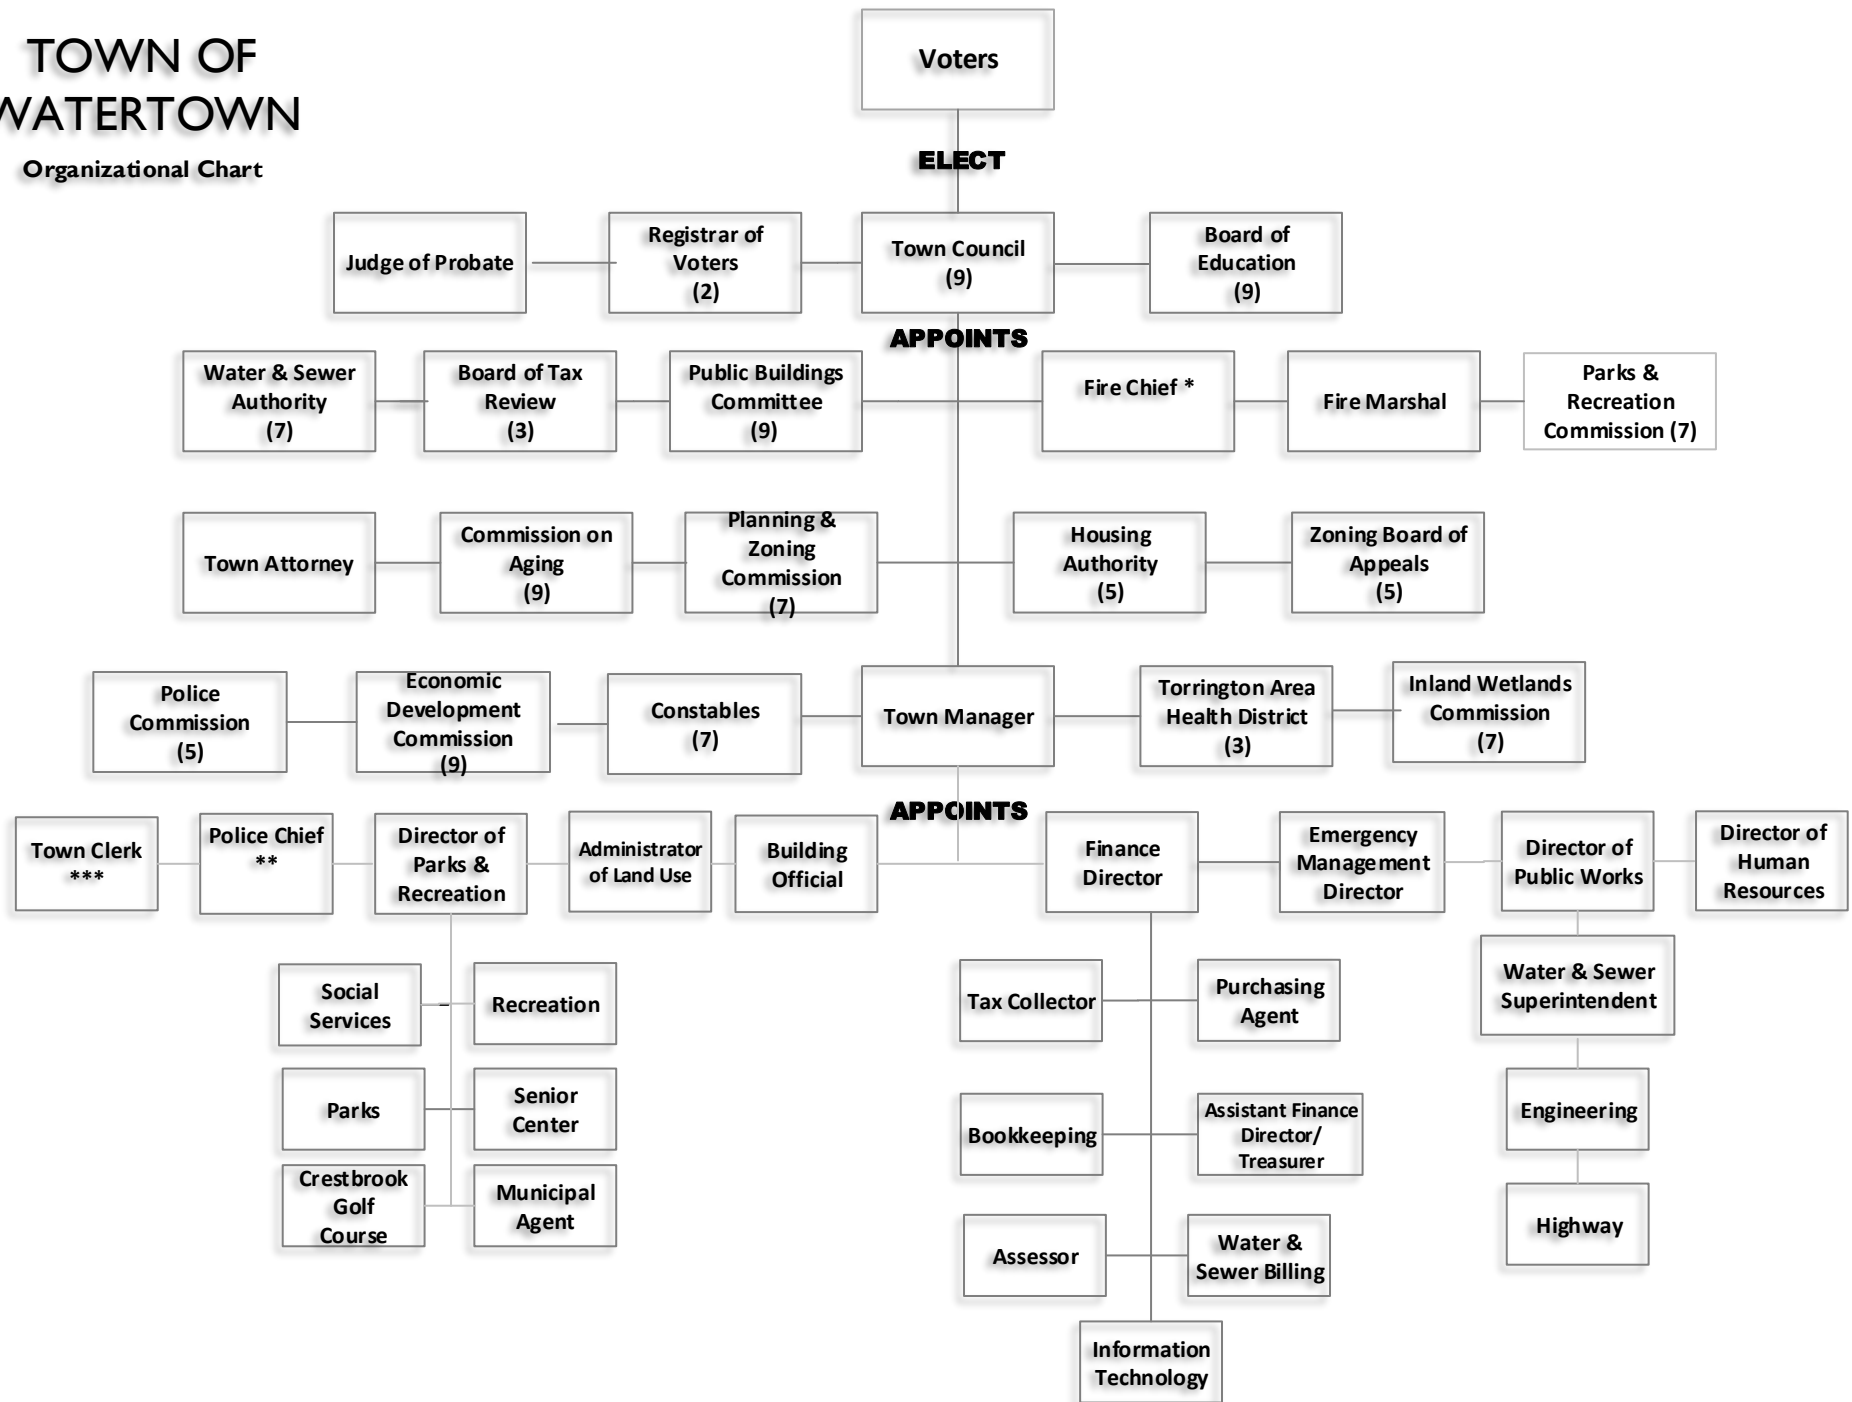 TOWN OF
WATERTOWN
Organizational Chart
Voters
ELECT
Judge of Probate
Registrar of
Voters
(2)
Town Council
(9)
Board of
Education
(9)
APPOINTS
Water & Sewer
Authority
(7)
Board of Tax
Review
(3)
Public Buildings
Committee
(9)
Fire Chief *
Fire Marshal
Parks &
Recreation
Commission (7)
Town Attorney
Commission on
Aging
(9)
Planning &
Zoning
Commission
(7)
Housing
Authority
(5)
Zoning Board of
Appeals
(5)
Police
Commission
(5)
Economic
Development
Commission
(9)
Constables
(7)
Town Manager
Torrington Area
Health District
(3)
Inland Wetlands
Commission
(7)
APPOINTS
Town Clerk
***
Police Chief
**
Director of
Parks &
Recreation
Administrator
of Land Use
Building
Official
Finance
Director
Emergency
Management
Director
Director of
Public Works
Director of
Human
Resources
Social
Services
Recreation
Parks
Senior
Center
Crestbrook
Golf
Course
Municipal
Agent
Tax Collector
Purchasing
Agent
Bookkeeping
Assistant Finance
Director/
Treasurer
Assessor
Water &
Sewer Billing
Information
Technology
Water & Sewer
Superintendent
Engineering
Highway